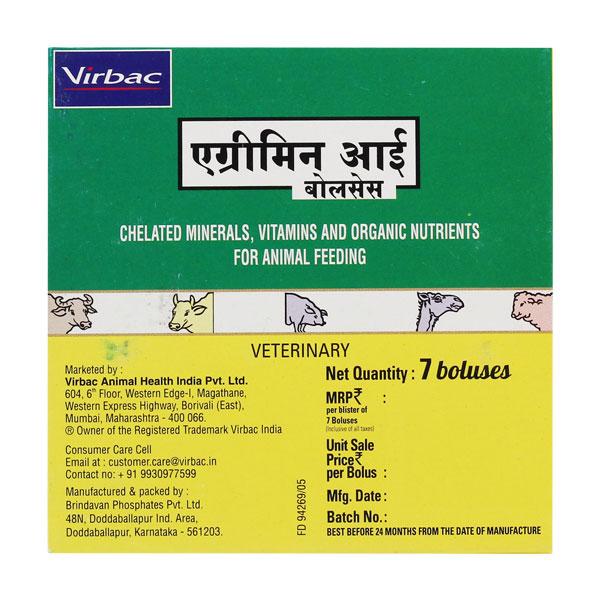 Virbac
एग्रीमिन आई
बोलसेस
CHELATED MINERALS, VITAMINS AND ORGANIC NUTRIENTS
FOR ANIMAL FEEDING
VETERINARY
Marketed by :
Virbac Animal Health India Pvt. Ltd.
604, 6th Floor, Western Edge-I, Magathane,
Western Express Highway, Borivali (East),
Mumbai, Maharashtra - 400 066.
® Owner of the Registered Trademark Virbac India
Consumer Care Cell
Email at : customer.care@virbac.in
Contact no: + 91 9930977599
Manufactured & packed by :
Brindavan Phosphates Pvt. Ltd.
48N, Doddaballapur Ind. Area,
Doddaballapur, Karnataka - 561203.
FD 94269/05
Net Quantity : 7 boluses
MRP₹ :
per blister of
7 Boluses
(Inclusive of all taxes)
Unit Sale
Price₹
per Bolus :
Mfg. Date :
Batch No.:
BEST BEFORE 24 MONTHS FROM THE DATE OF MANUFACTURE